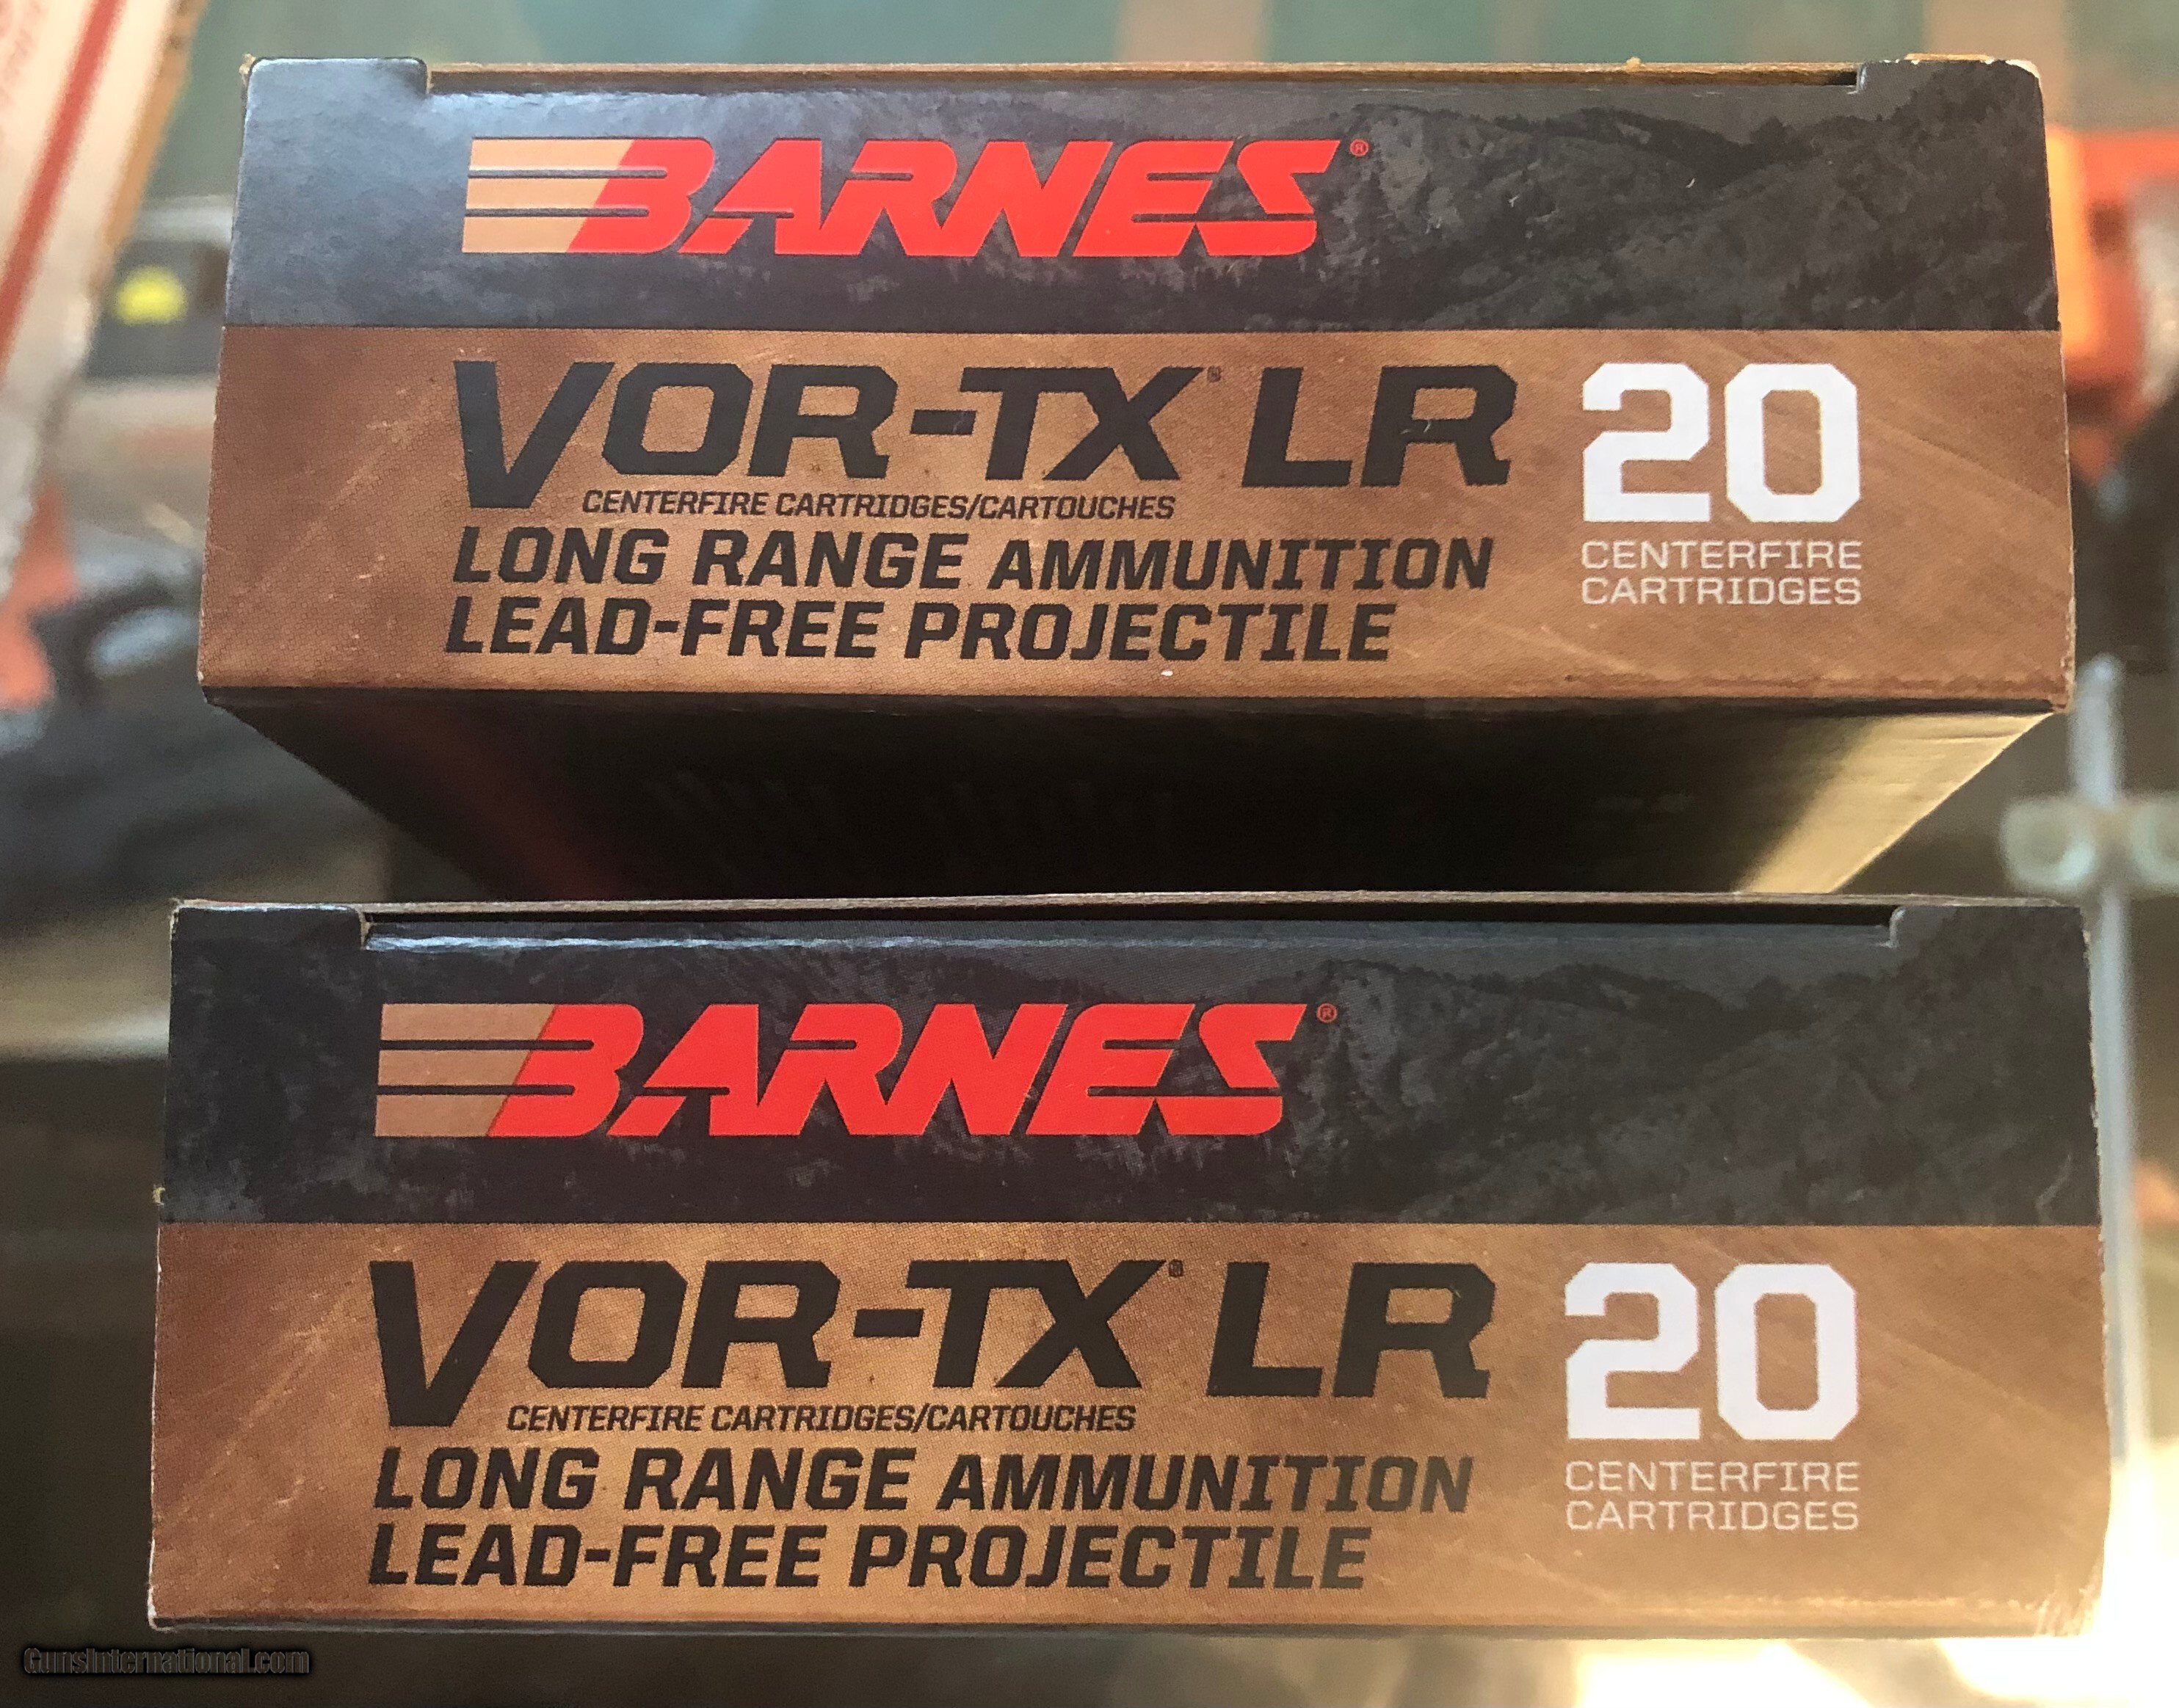 BARNES®
VOR-TX® LR
CENTERFIRE CARTRIDGES/CARTOUCHES
LONG RANGE AMMUNITION
LEAD-FREE PROJECTILE
20
CENTERFIRE
CARTRIDGES
BARNES®
VOR-TX® LR
CENTERFIRE CARTRIDGES/CARTOUCHES
LONG RANGE AMMUNITION
LEAD-FREE PROJECTILE
20
CENTERFIRE
CARTRIDGES
GunsInternational.com